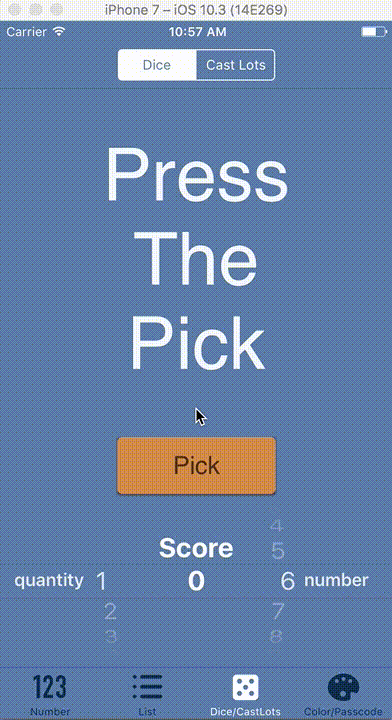 iPhone 7 – iOS 10.3 (14E269)
Carrier 10:57 AM
Dice Cast Lots
Press
The
Pick
Pick
4
Score 5
quantity 1 0 6 number
2 7
3 8
123
Number List Dice/CastLots Color/Passcode